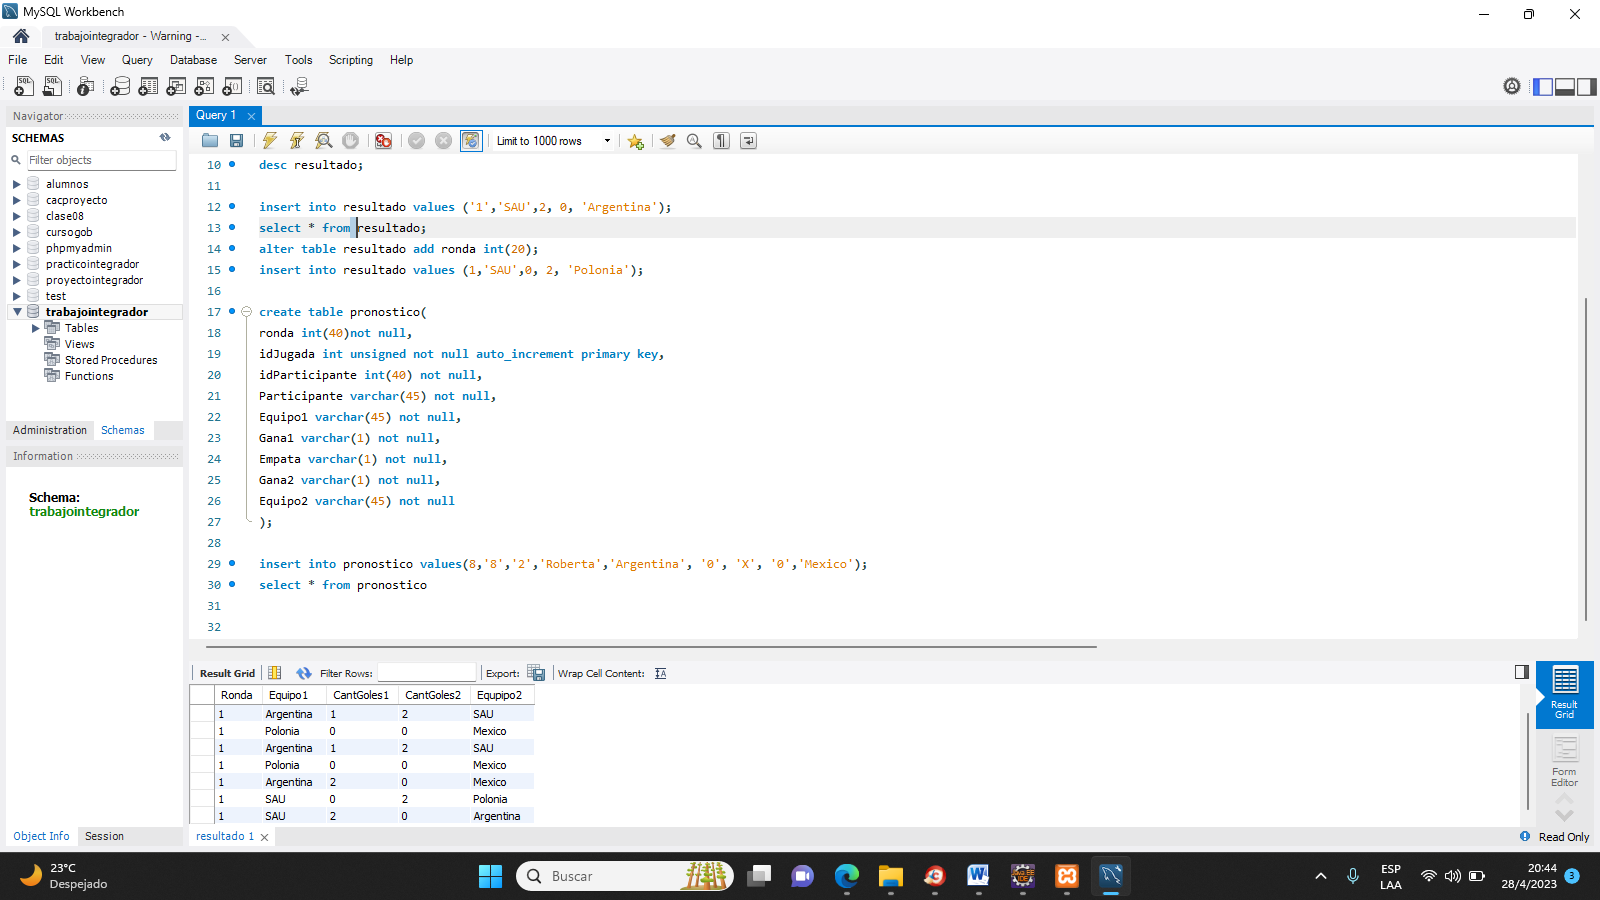 MySQL Workbench
trabajointegrador - Warning -...
File Edit View Query Database Server Tools Scripting Help
Navigator
SCHEMAS
Filter objects
alumnos
cacproyecto
clase08
cursogob
phpmyadmin
practicointegrador
proyectointegrador
test
trabajointegrador
Tables
Views
Stored Procedures
Functions
Administration Schemas
Information
Schema:
trabajointegrador
Object Info Session
Query 1
Limit to 1000 rows
10 desc resultado;
11
12 insert into resultado values ('1','SAU',2, 0, 'Argentina');
13 select * from resultado;
14 alter table resultado add ronda int(20);
15 insert into resultado values (1,'SAU',0, 2, 'Polonia');
16
17 create table pronostico(
18 ronda int(40)not null,
19 idJugada int unsigned not null auto_increment primary key,
20 idParticipante int(40) not null,
21 Participante varchar(45) not null,
22 Equipo1 varchar(45) not null,
23 Gana1 varchar(1) not null,
24 Empata varchar(1) not null,
25 Gana2 varchar(1) not null,
26 Equipo2 varchar(45) not null
27 );
28
29 insert into pronostico values(8,'8','2','Roberta','Argentina', '0', 'X', '0','Mexico');
30 select * from pronostico
31
32
Result Grid Filter Rows: Export: Wrap Cell Content:
Ronda Equipo1 CantGoles1 CantGoles2 Equpipo2
1 Argentina 1 2 SAU
1 Polonia 0 0 Mexico
1 Argentina 1 2 SAU
1 Polonia 0 0 Mexico
1 Argentina 2 0 Mexico
1 SAU 0 2 Polonia
1 SAU 2 0 Argentina
Result
Grid
Form
Editor
resultado 1
Read Only
23°C
Despejado
Buscar
ESP
LAA
20:44
28/4/2023
3